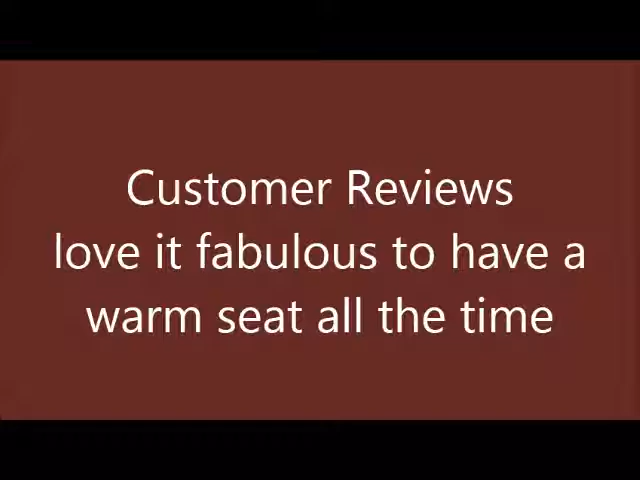 Customer Reviews
love it fabulous to have a
warm seat all the time